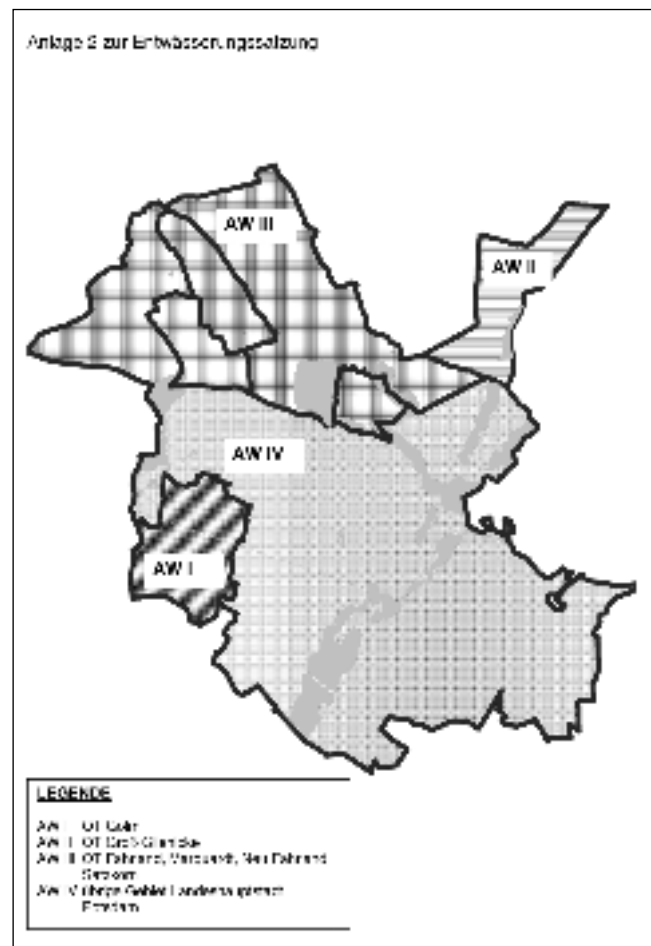 Anlage 2 zur Entwässerungssatzung
AW III
AW II
AW IV
AW I
LEGENDE
AW I OT Golm
AW II OT Groß Glienicke
AW III OT Fahrland, Marquardt, Neu Fahrland
Satzkorn
AW IV übrige Gebiet Landeshauptstadt
Potsdam